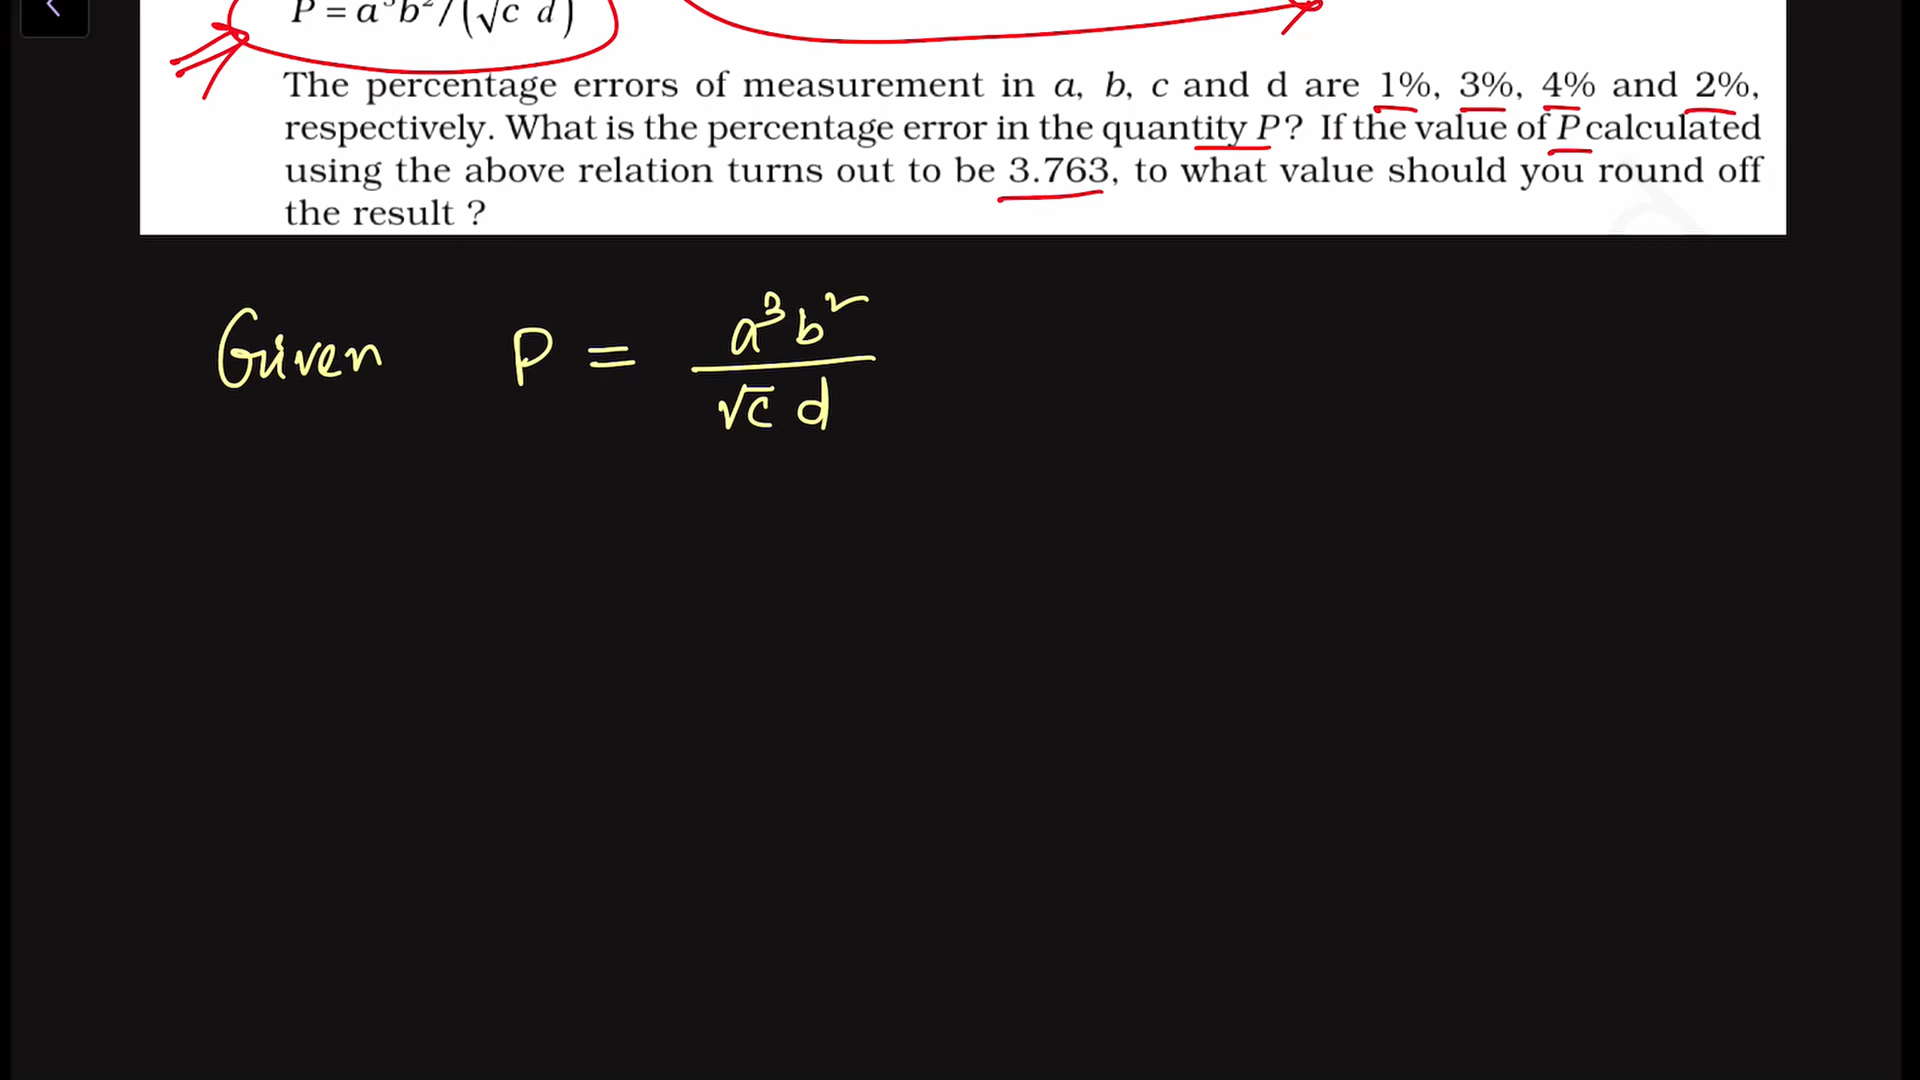 P = a³b²/(√c d)
The percentage errors of measurement in a, b, c and d are 1%, 3%, 4% and 2%,
respectively. What is the percentage error in the quantity P? If the value of P calculated
using the above relation turns out to be 3.763, to what value should you round off
the result ?
Given P = a³b² / √c d